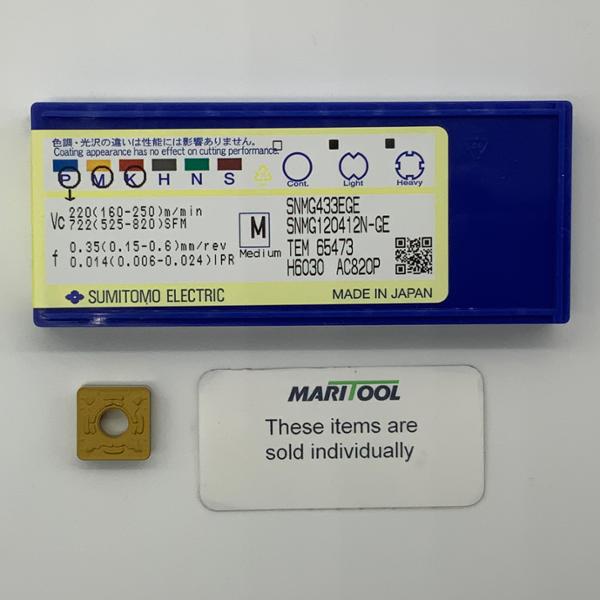 色調・光沢の違いは性能には影響ありません。
Coating appearance has no effect on cutting performance.
P M K H N S
Cont. Light Heavy
Vc 220(160-250)m/min
722(525-820)SFM
f 0.35(0.15-0.6)mm/rev
0.014(0.006-0.024)IPR
M
Medium
SNMG433EGE
SNMG120412N-GE
TEM 65473
H6030 AC820P
SUMITOMO ELECTRIC
MADE IN JAPAN
MARITOOL
These items are
sold individually